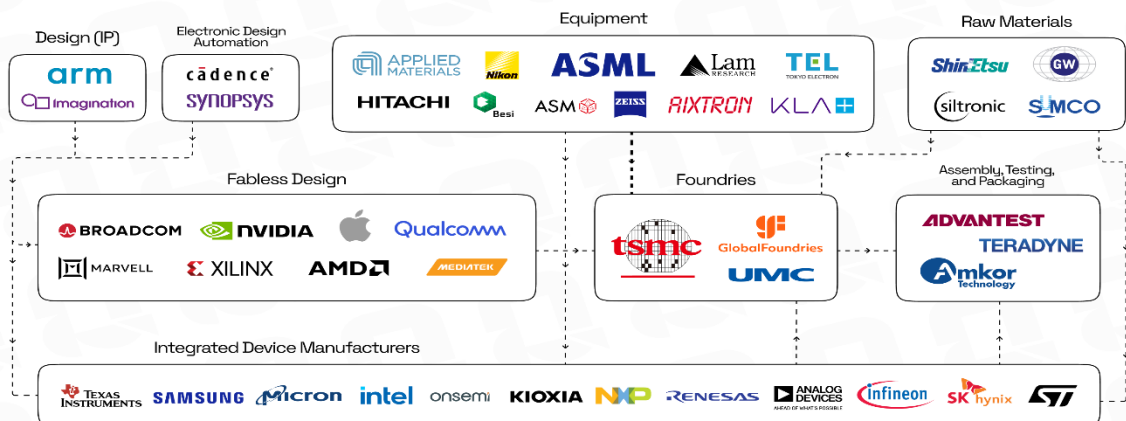 Design (IP)
arm
imagination
Electronic Design
Automation
cādence®
SYNOPSYS
Equipment
APPLIED
MATERIALS
Nikon
ASML
Lam
RESEARCH
TEL
TOKYO ELECTRON
HITACHI
Besi
ASM
ZEISS
AIXTRON
KLA
Raw Materials
ShinEtsu
GW
siltronic
SUMCO
Fabless Design
BROADCOM
NVIDIA
Qualcomm
MARVELL
XILINX
AMD
MEDIATEK
Foundries
tsmc
GF
GlobalFoundries
UMC
Assembly, Testing,
and Packaging
ADVANTEST
TERADYNE
Amkor
Technology
Integrated Device Manufacturers
TEXAS
INSTRUMENTS
SAMSUNG
Micron
intel
onsemi
KIOXIA
NXP
RENESAS
ANALOG
DEVICES
AHEAD OF WHAT'S POSSIBLE
infineon
SK hynix
ST